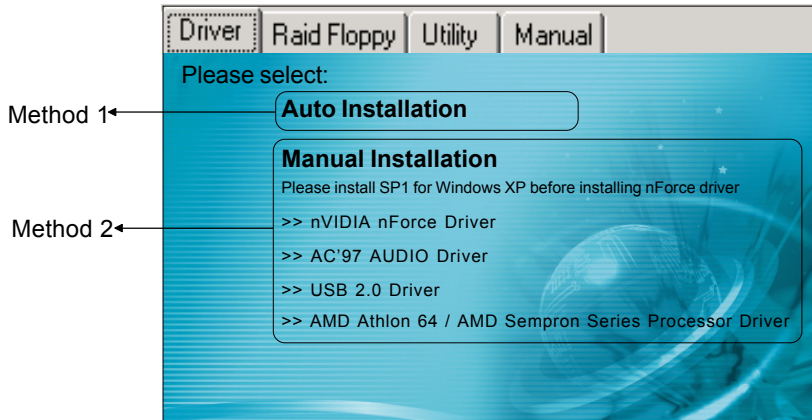 Driver Raid Floppy Utility Manual
Please select:
Method 1 Auto Installation
Manual Installation
Please install SP1 for Windows XP before installing nForce driver
Method 2 >> nVIDIA nForce Driver
>> AC'97 AUDIO Driver
>> USB 2.0 Driver
>> AMD Athlon 64 / AMD Sempron Series Processor Driver